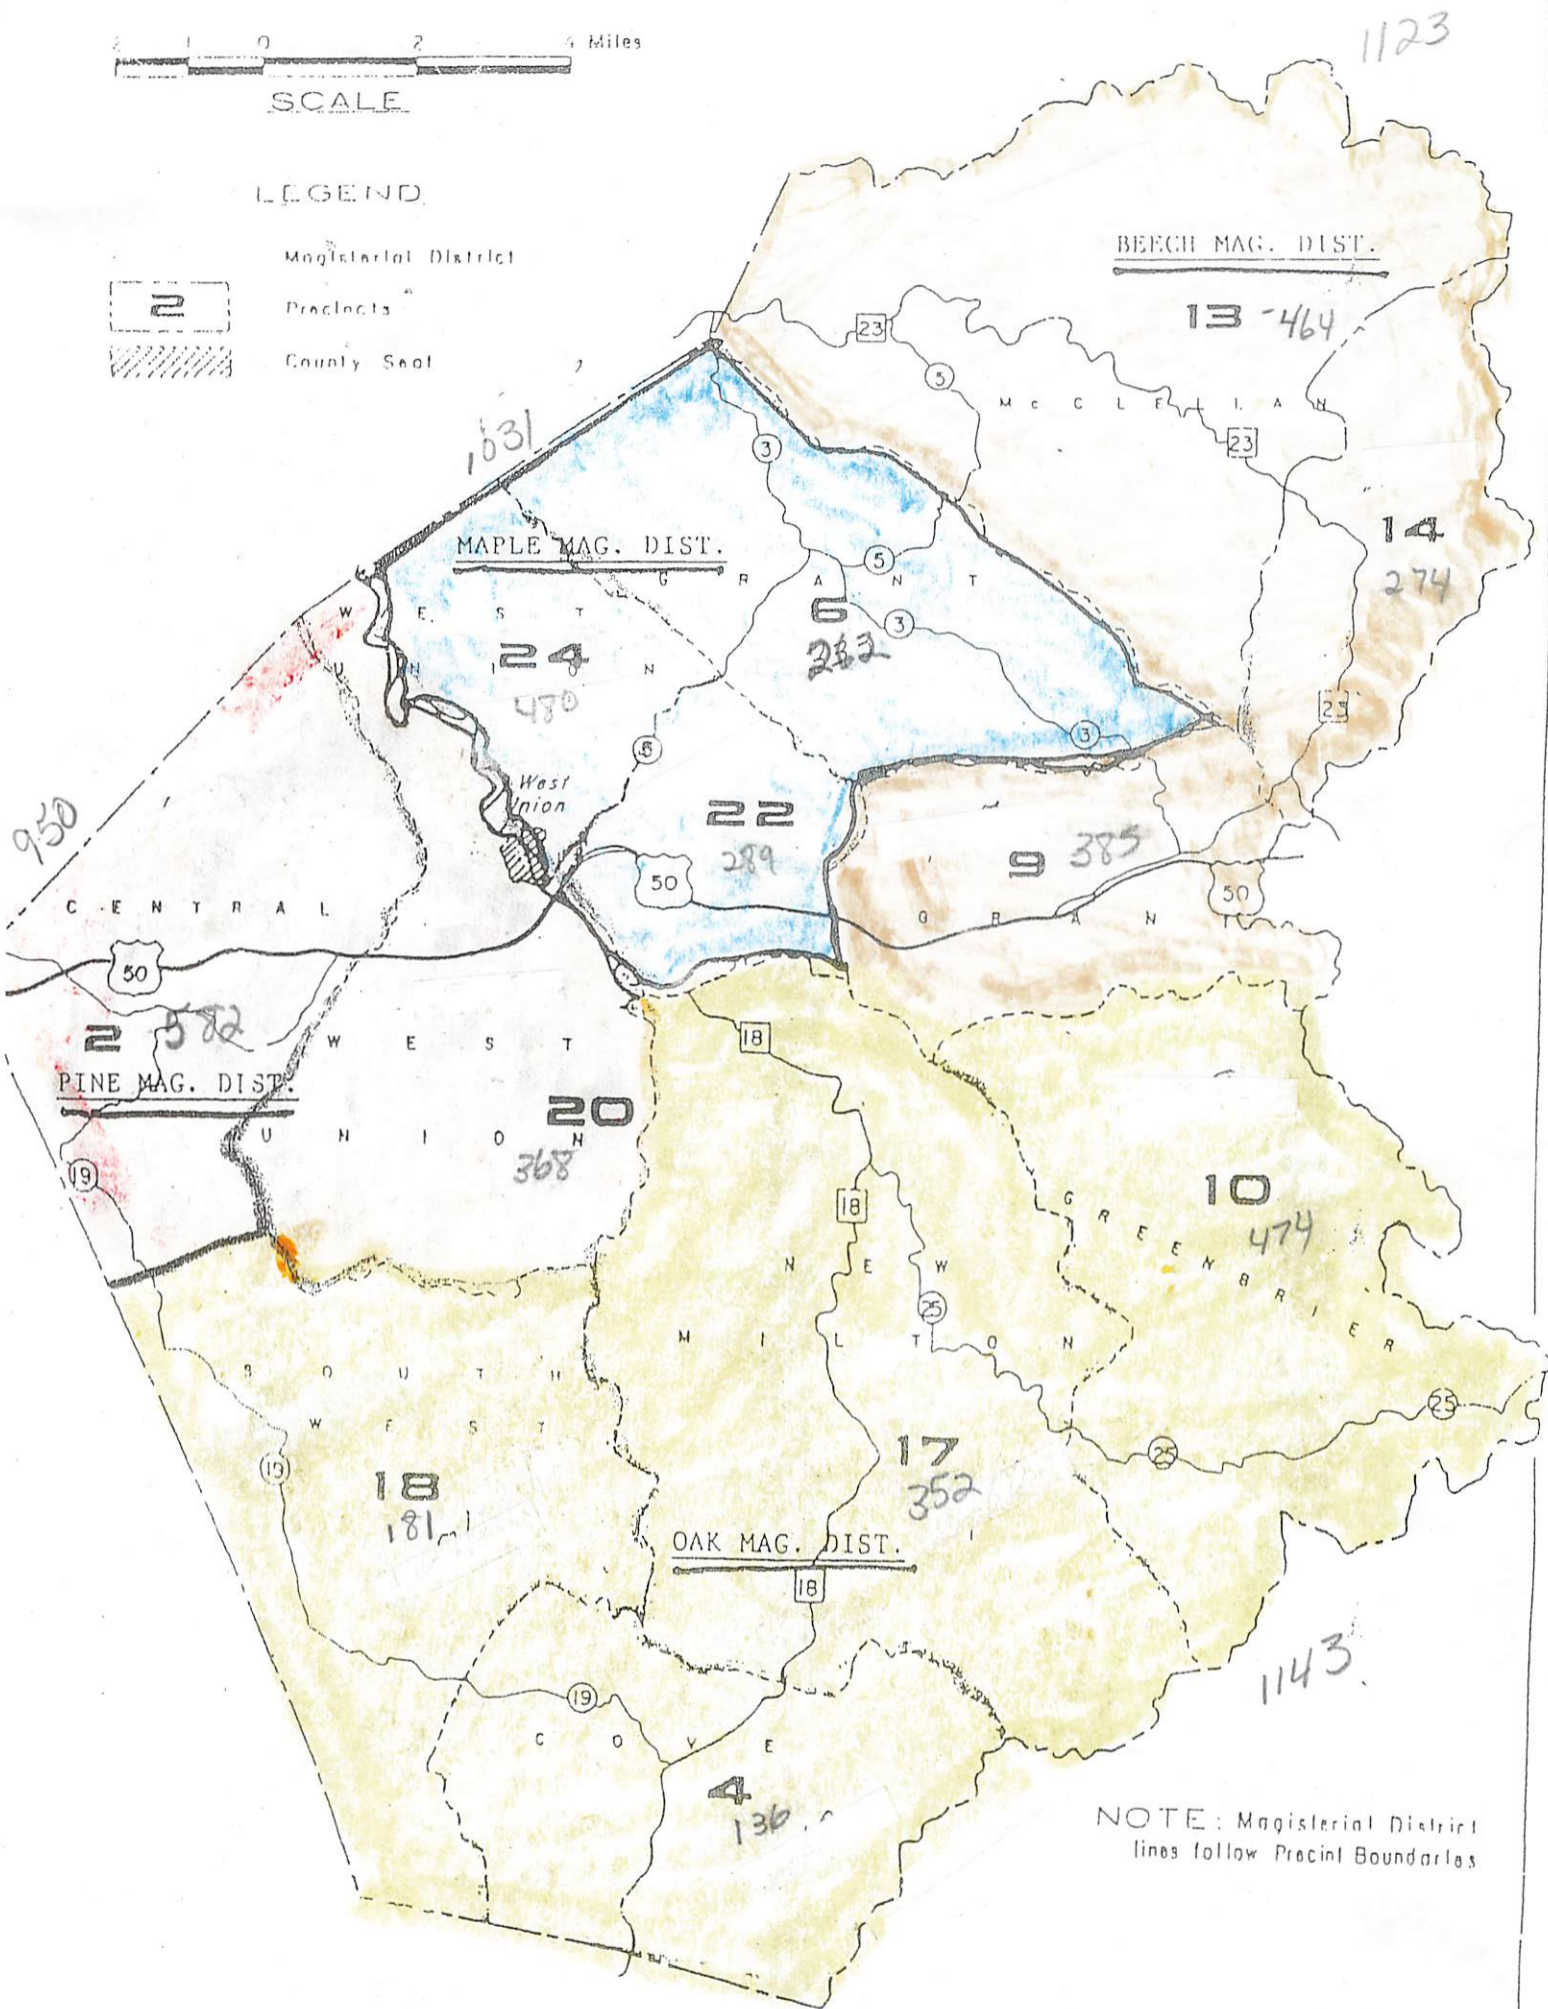 2 1 0 2 4 Miles
SCALE
1123
LEGEND
Magisterial District
2 Precincts
County Seat
BEECH MAG. DIST.
13 -464
23
5
McCLELLAN
23
1031
3
14
274
MAPLE MAG. DIST.
5
GRANT
6
3
WEST
24
UNION
480
23
3
5
West
Union
22
289
950
9 385
50
50
CENTRAL
GRANT
50
2 582
WEST
18
PINE MAG. DIST.
20
UNION
368
19
10
18
GREENBRIER
474
NEW
25
MILTON
SOUTH
WEST
25
19
17
25
18
352
181
OAK MAG. DIST.
18
1143.
19
COVE
4
136
NOTE: Magisterial District
lines follow Precint Boundaries